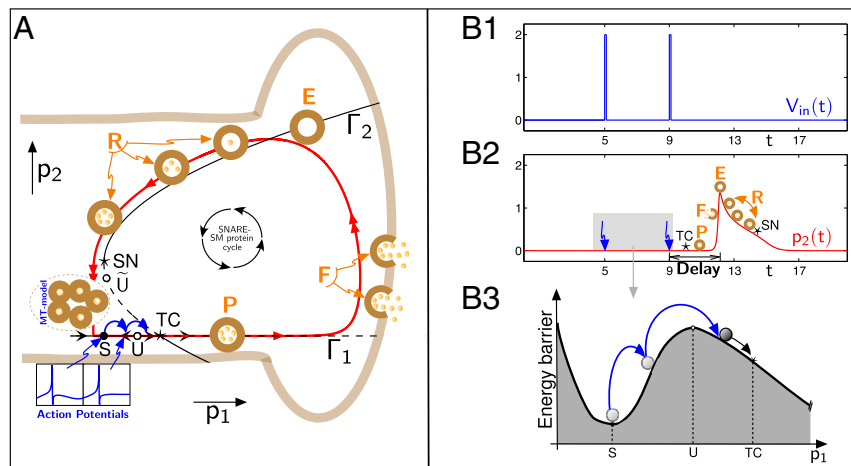 A
E
Γ2
R
p2
SNARE-
SM protein
cycle
SN
Ũ
MT-model
F
P
TC
S
U
Γ1
Action Potentials
p1
B1
2
1
0
Vin(t)
5
9
13
17
t
B2
2
1
0
E
F
R
TC
P
SN
p2(t)
5
9
13
17
t
Delay
B3
Energy barrier
S
U
TC
p1